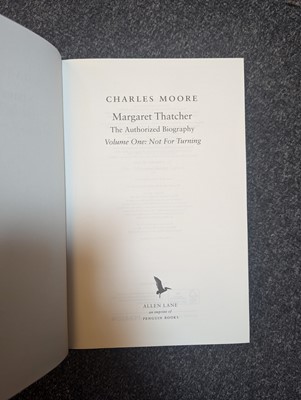 CHARLES MOORE
Margaret Thatcher
The Authorized Biography
Volume One: Not For Turning
ALLEN LANE
an imprint of
PENGUIN BOOKS